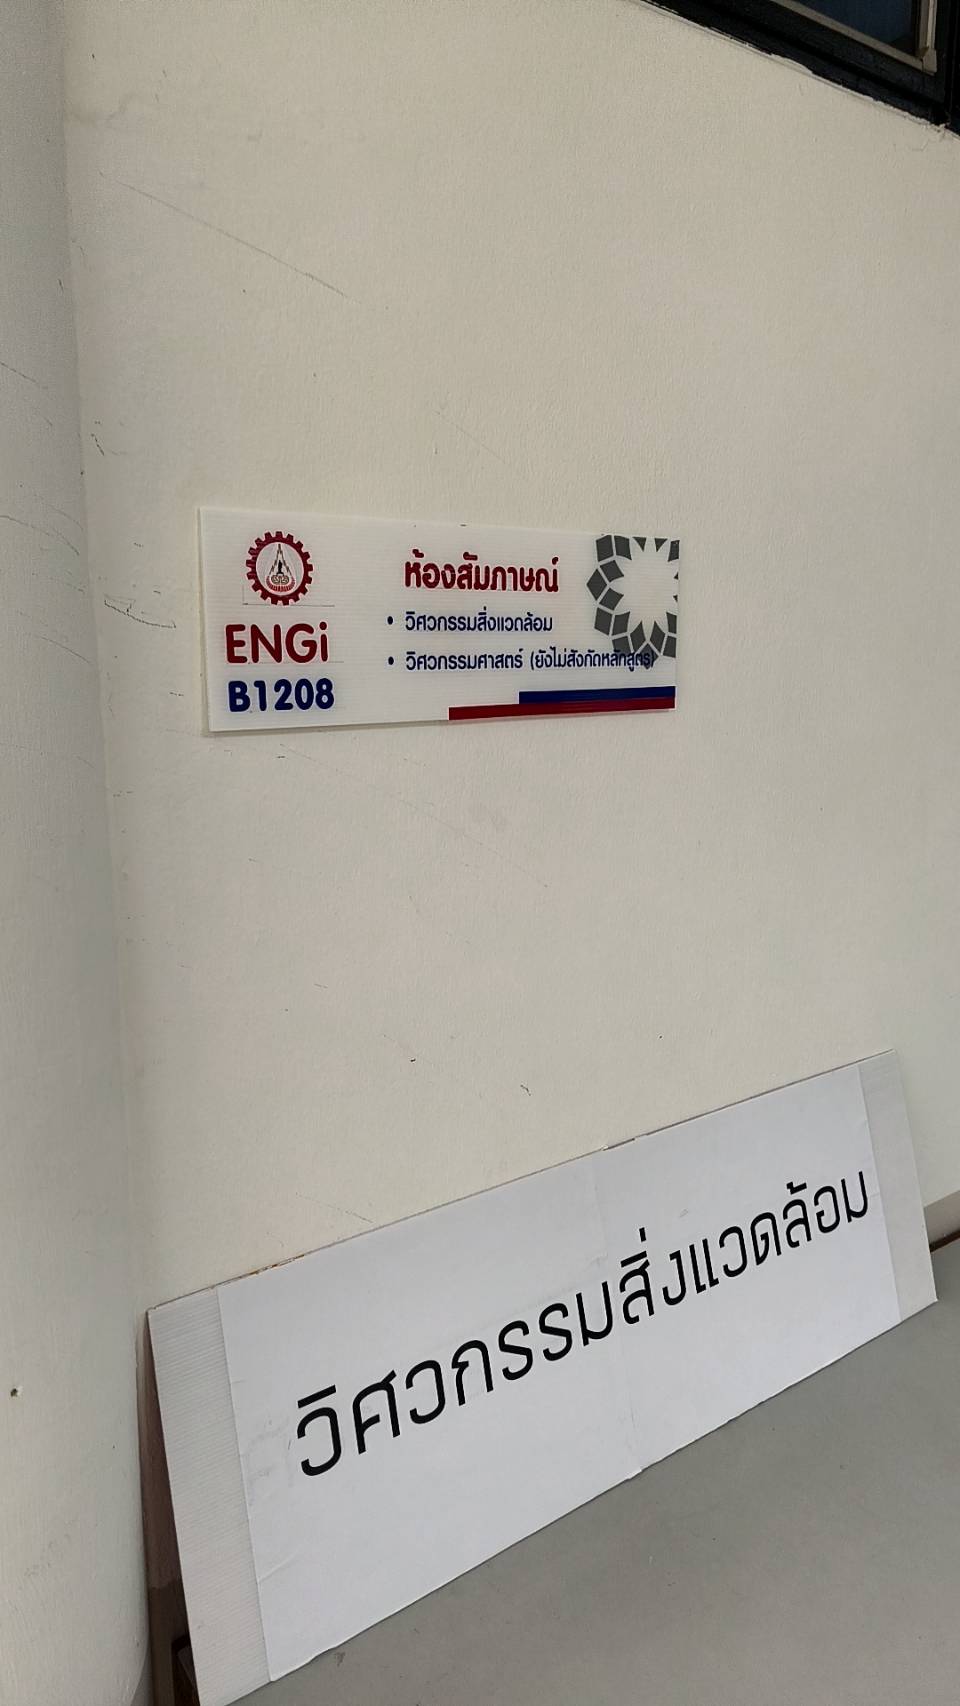 ห้องสัมภาษณ์
• วิศวกรรมสิ่งแวดล้อม
• วิศวกรรมศาสตร์ (ยังไม่สังกัดหลักสูตร)
ENGi
B1208
วิศวกรรมสิ่งแวดล้อม